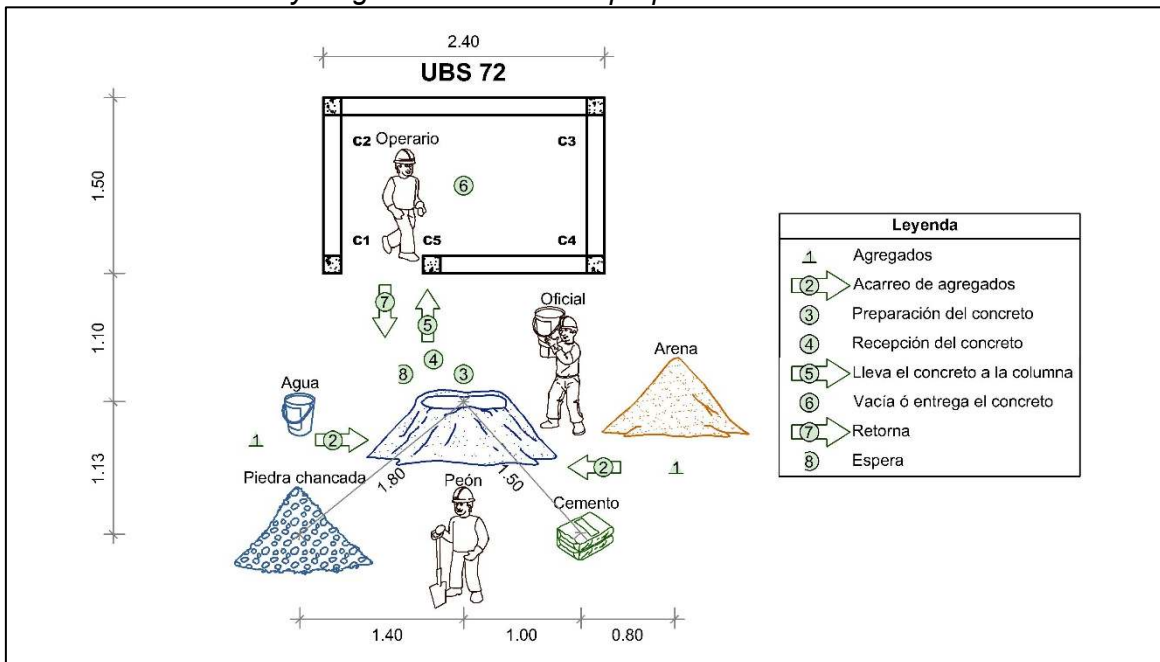 2.40
UBS 72
C2 Operario
C3
6
1.50
C1
C5
C4
7
5
Oficial
1.10
4
8
3
Arena
Agua
1
2
2
1
1.13
Piedra chancada
1.80
Peón
1.50
Cemento
1.40
1.00
0.80
Leyenda
1 Agregados
2 Acarreo de agregados
3 Preparación del concreto
4 Recepción del concreto
5 Lleva el concreto a la columna
6 Vacía ó entrega el concreto
7 Retorna
8 Espera